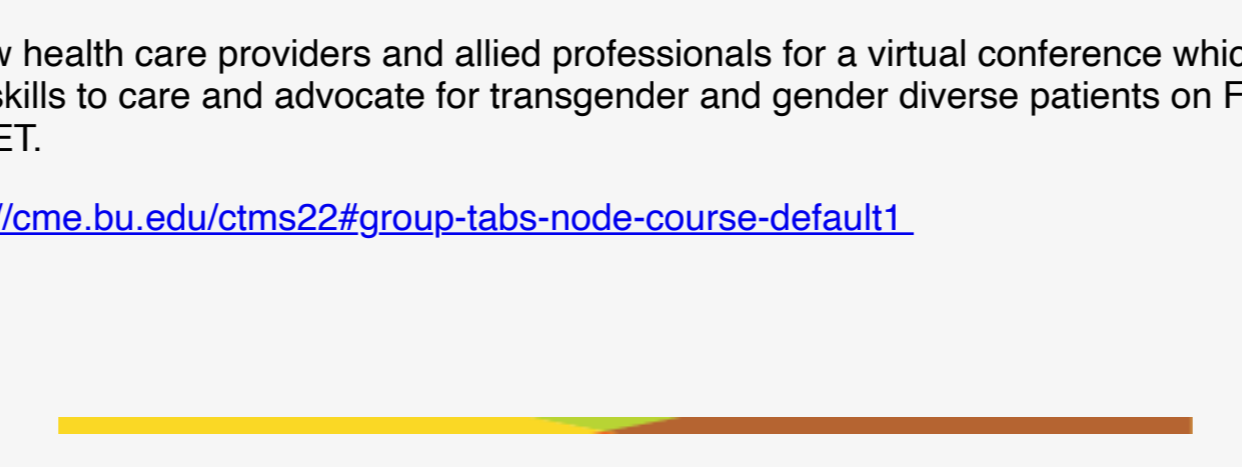 health care providers and allied professionals for a virtual conference
skills to care and advocate for transgender and gender diverse patients on F
ET.
//cme.bu.edu/ctms22#group-tabs-node-course-default1